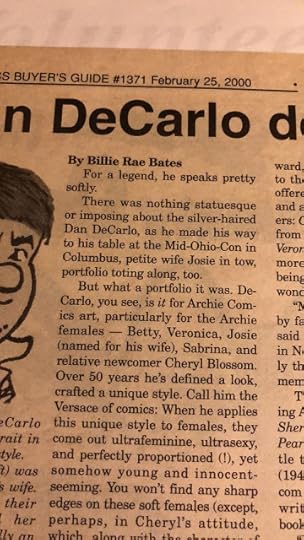 Volunteer
S BUYER'S GUIDE #1371 February 25, 2000
n DeCarlo d
By Billie Rae Bates
For a legend, he speaks pretty
softly.
There was nothing statuesque
or imposing about the silver-haired
Dan DeCarlo, as he made his way
to his table at the Mid-Ohio-Con in
Columbus, petite wife Josie in tow,
portfolio toting along, too.
But what a portfolio it was. De-
Carlo, you see, is it for Archie Com-
ics art, particularly for the Archie
females — Betty, Veronica, Josie
(named for his wife), Sabrina, and
relative newcomer Cheryl Blossom.
Over 50 years he's defined a look,
crafted a unique style. Call him the
Versace of comics: When he applies
this unique style to females, they
come out ultrafeminine, ultrasexy,
and perfectly proportioned (!), yet
somehow young and innocent-
seeming. You won't find any sharp
edges on these soft females (except,
perhaps, in Cheryl's attitude,
which, along with the character of
eCarlo
rait in
tyle.
ft) was
s wife.
their
her
lly an
ward,
to th
offere
and a
ers: C
from
Veron
more
being
wond
"M
by fa
said
in Na
ly th
mem
T
ing A
Sher
Pear
tle t
(194
com
writ
book